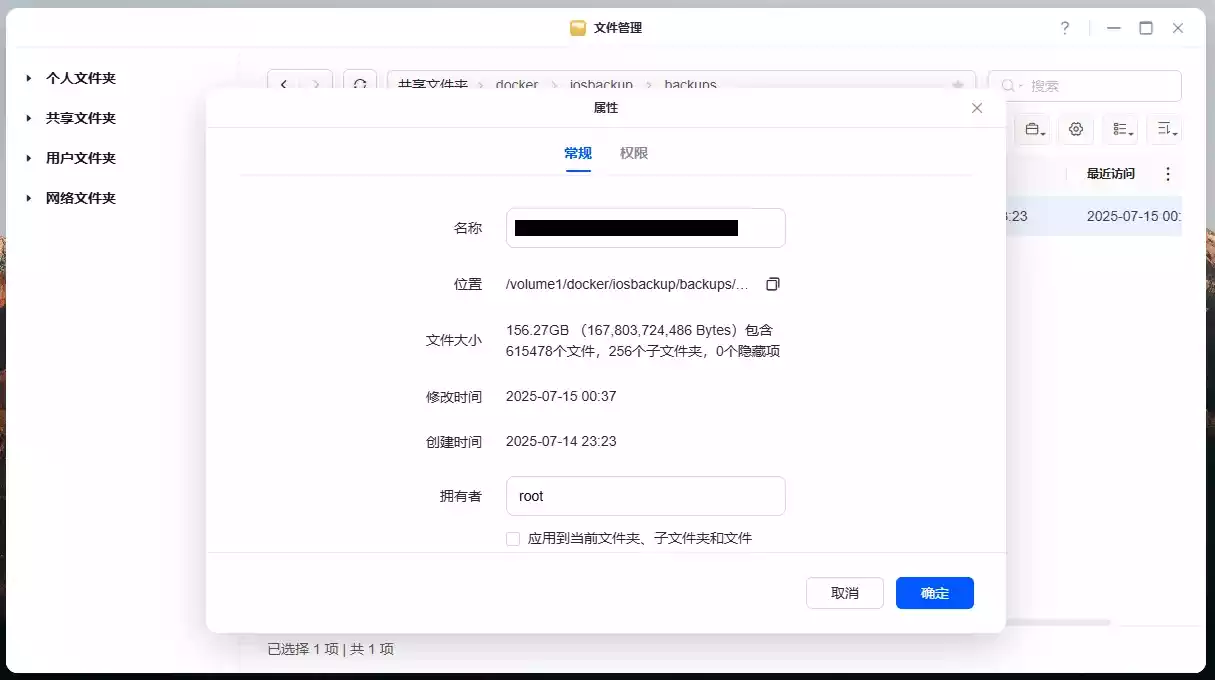 文件管理
?
个人文件夹
共享文件夹
用户文件夹
网络文件夹
共享文件夹 › docker › iosbackup › backups
搜索
最近访问
3:23 2025-07-15 00:
属性
常规 权限
名称
位置 /volume1/docker/iosbackup/backups/...
文件大小 156.27GB （167,803,724,486 Bytes）包含
615478个文件，256个子文件夹，0个隐藏项
修改时间 2025-07-15 00:37
创建时间 2025-07-14 23:23
拥有者 root
应用到当前文件夹、子文件夹和文件
取消 确定
已选择 1 项 | 共 1 项